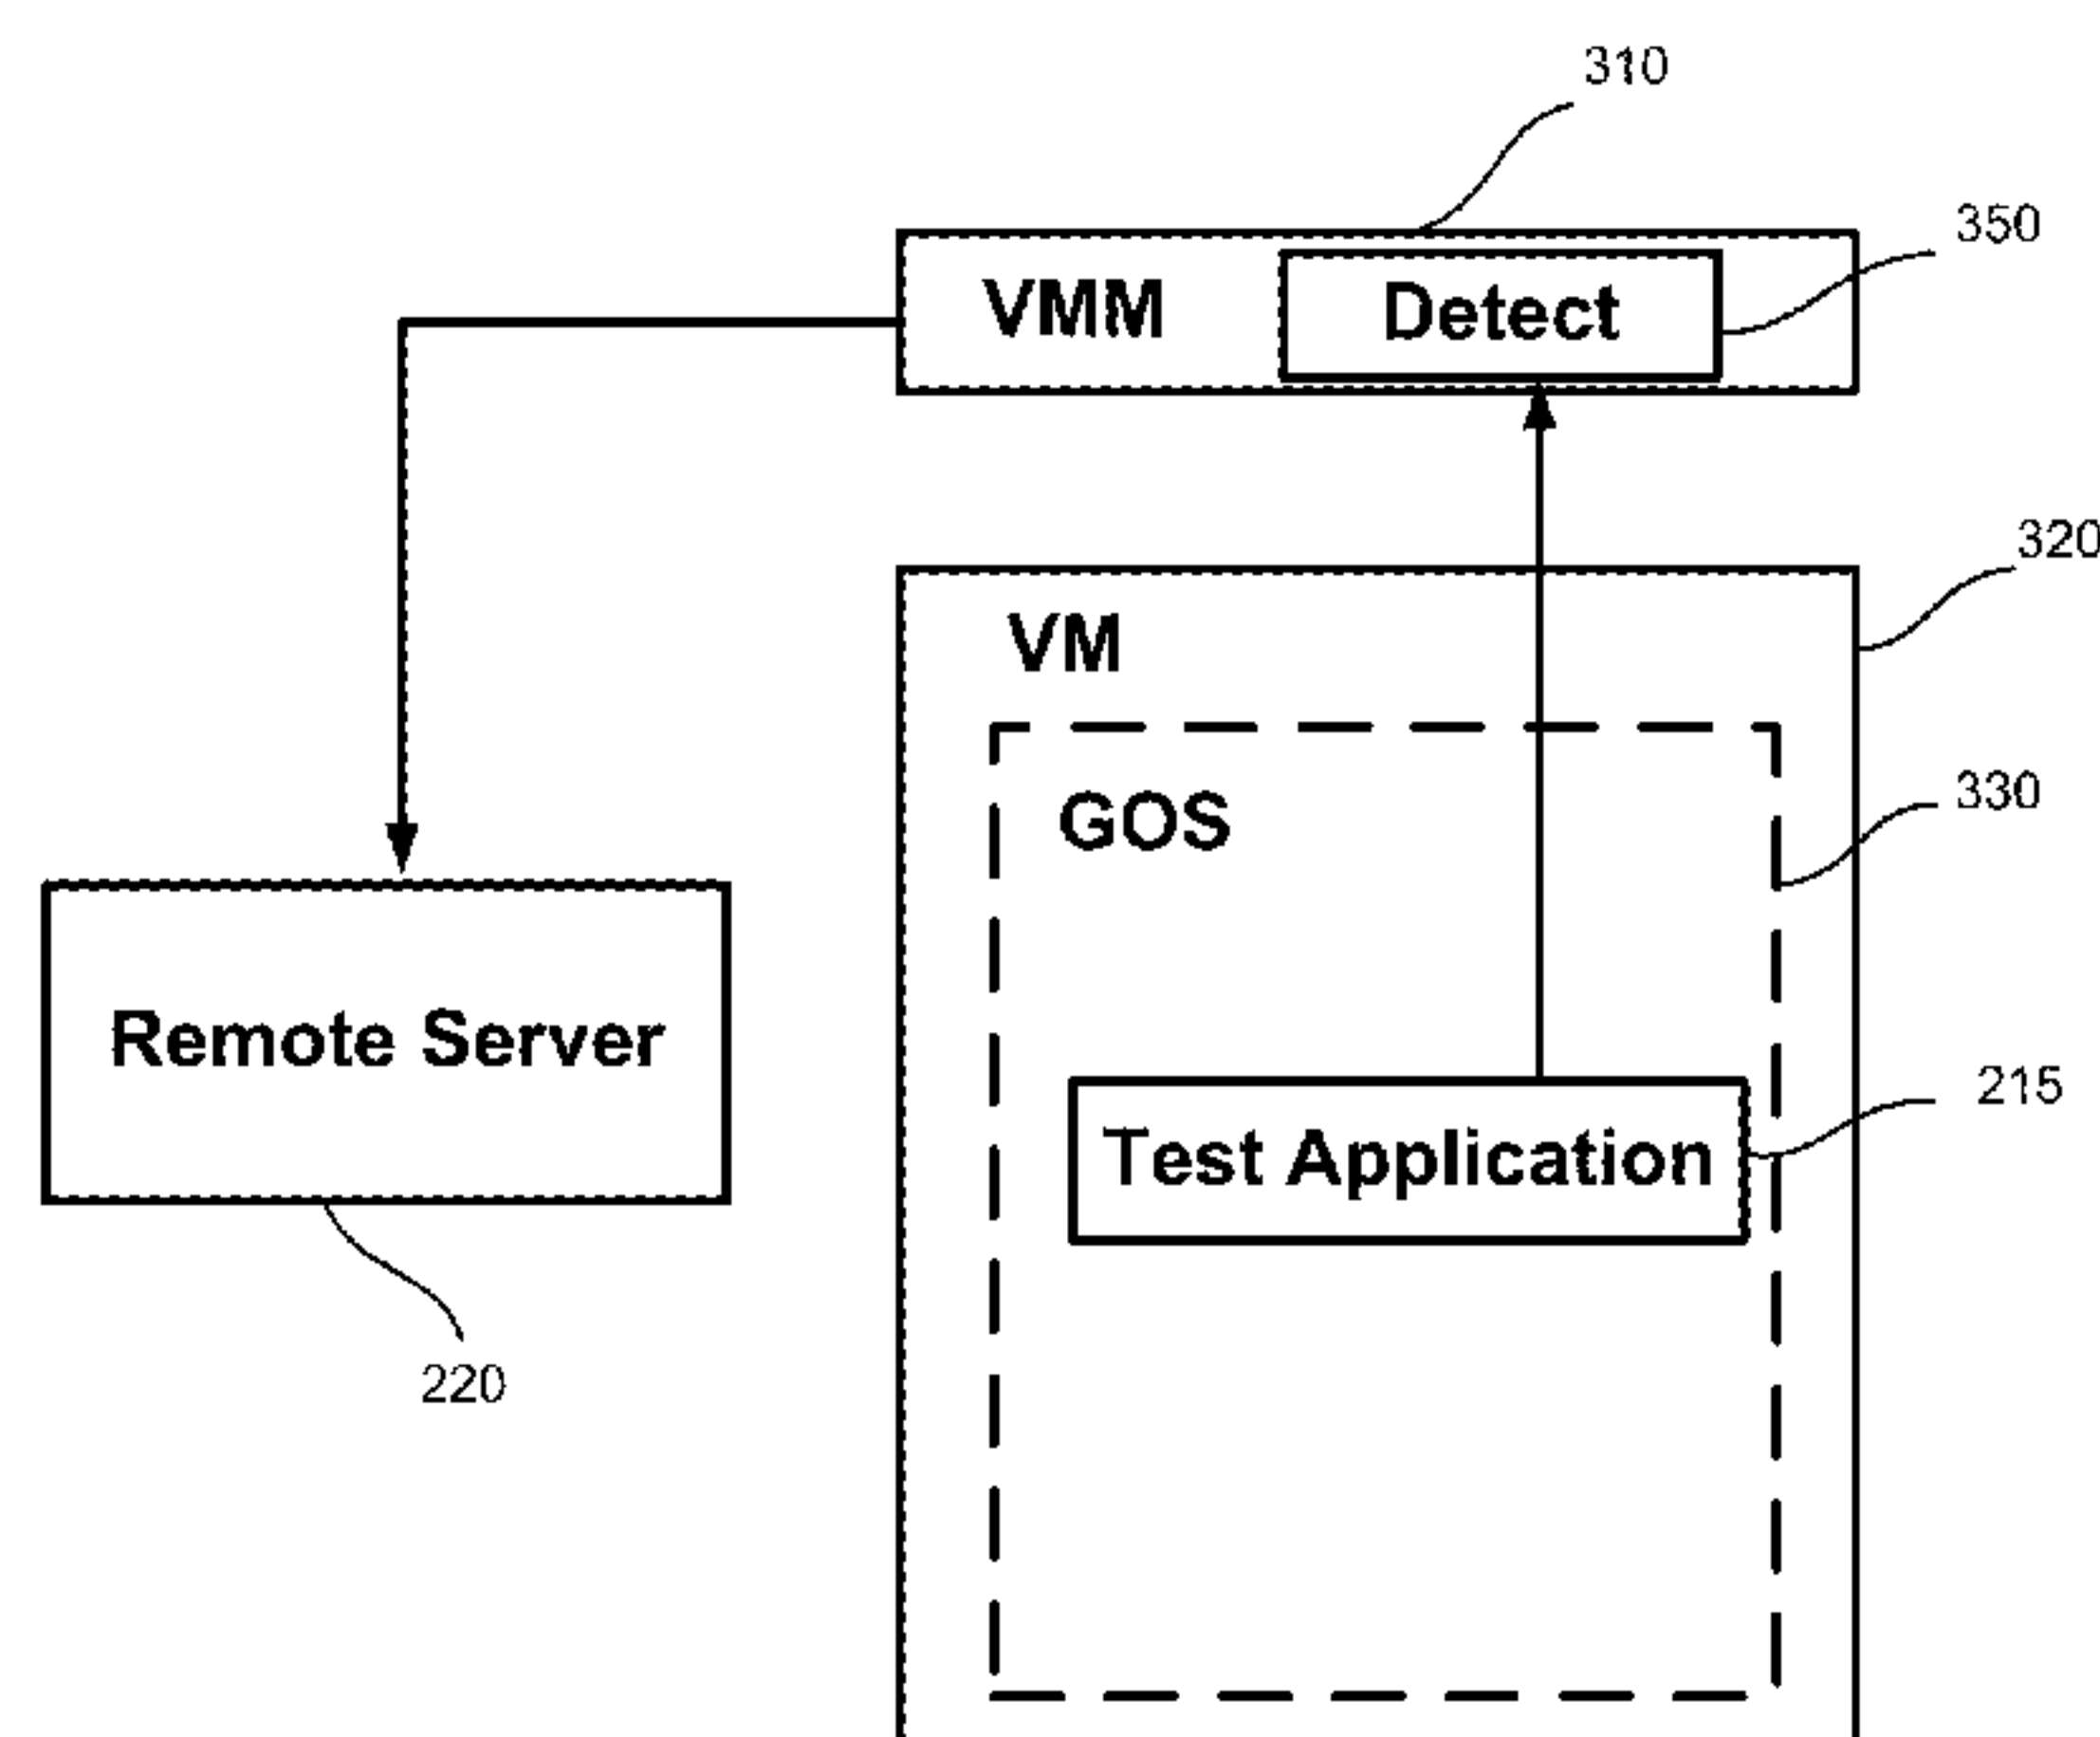 310
350
VMM
Detect
320
VM
330
GOS
Remote Server
215
Test Application
220